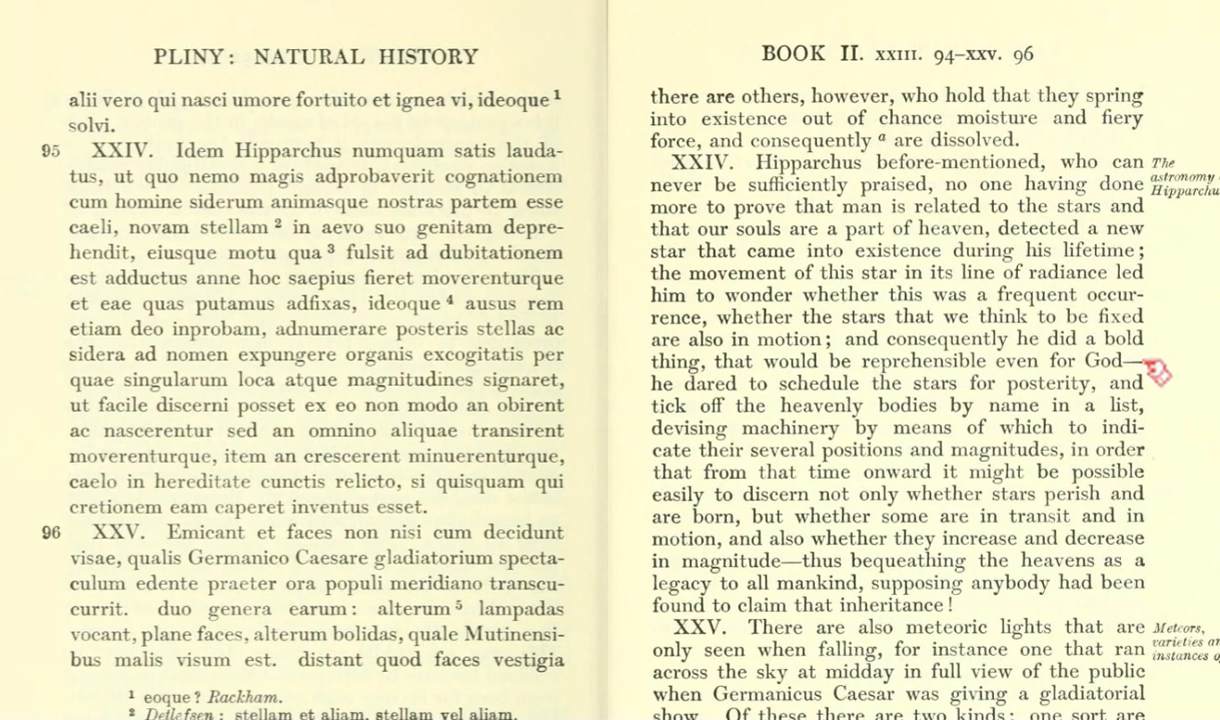 PLINY: NATURAL HISTORY
alii vero qui nasci umore fortuito et ignea vi, ideoque ¹
solvi.
95 XXIV. Idem Hipparchus numquam satis lauda-
tus, ut quo nemo magis adprobaverit cognationem
cum homine siderum animasque nostras partem esse
caeli, novam stellam ² in aevo suo genitam depre-
hendit, eiusque motu qua ³ fulsit ad dubitationem
est adductus anne hoc saepius fieret moverenturque
et eae quas putamus adfixas, ideoque ⁴ ausus rem
etiam deo inprobam, adnumerare posteris stellas ac
sidera ad nomen expungere organis excogitatis per
quae singularum loca atque magnitudines signaret,
ut facile discerni posset ex eo non modo an obirent
ac nascerentur sed an omnino aliquae transirent
moverenturque, item an crescerent minuerenturque,
caelo in hereditate cunctis relicto, si quisquam qui
cretionem eam caperet inventus esset.
96 XXV. Emicant et faces non nisi cum decidunt
visae, qualis Germanico Caesare gladiatorium specta-
culum edente praeter ora populi meridiano transcu-
currit. duo genera earum: alterum ⁵ lampadas
vocant, plane faces, alterum bolidas, quale Mutinensi-
bus malis visum est. distant quod faces vestigia
¹ eoque? Rackham.
² Detlefsen: stellam et aliam, stellam vel aliam.
BOOK II. XXIII. 94–XXV. 96
there are others, however, who hold that they spring
into existence out of chance moisture and fiery
force, and consequently ᵃ are dissolved.
XXIV. Hipparchus before-mentioned, who can
never be sufficiently praised, no one having done
more to prove that man is related to the stars and
that our souls are a part of heaven, detected a new
star that came into existence during his lifetime;
the movement of this star in its line of radiance led
him to wonder whether this was a frequent occur-
rence, whether the stars that we think to be fixed
are also in motion; and consequently he did a bold
thing, that would be reprehensible even for God—
he dared to schedule the stars for posterity, and
tick off the heavenly bodies by name in a list,
devising machinery by means of which to indi-
cate their several positions and magnitudes, in order
that from that time onward it might be possible
easily to discern not only whether stars perish and
are born, but whether some are in transit and in
motion, and also whether they increase and decrease
in magnitude—thus bequeathing the heavens as a
legacy to all mankind, supposing anybody had been
found to claim that inheritance!
XXV. There are also meteoric lights that are
only seen when falling, for instance one that ran
across the sky at midday in full view of the public
when Germanicus Caesar was giving a gladiatorial
show. Of these there are two kinds: one sort are
The
astronomy
Hipparchu
Meteors,
varieties
instances